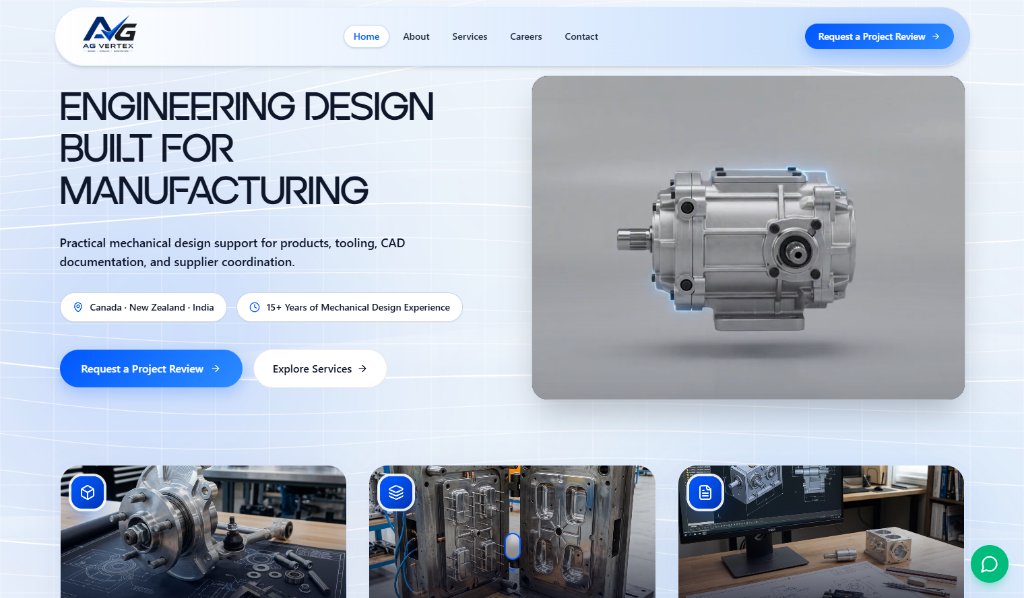 AG VERTEX
Home
About
Services
Careers
Contact
Request a Project Review
ENGINEERING DESIGN
BUILT FOR
MANUFACTURING
Practical mechanical design support for products, tooling, CAD
documentation, and supplier coordination.
Canada · New Zealand · India
15+ Years of Mechanical Design Experience
Request a Project Review
Explore Services